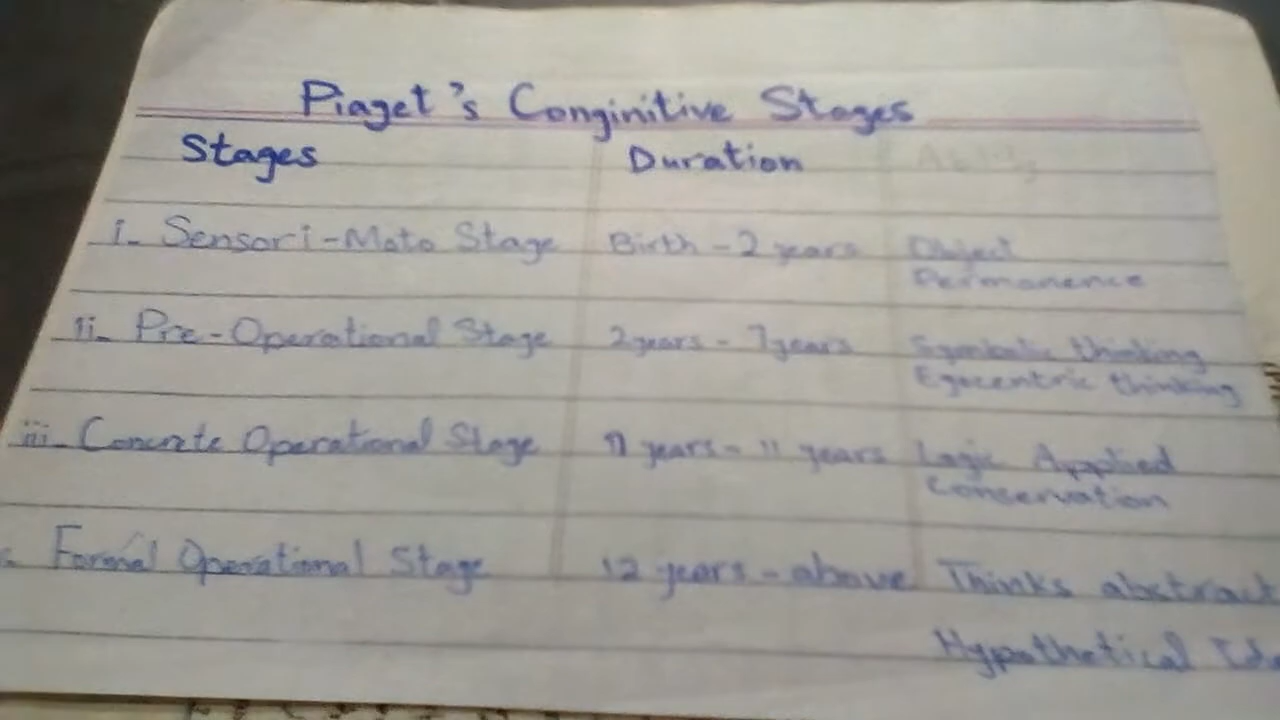 Piaget's Conginitive Stages
Stages Duration
i. Sensori-Moto Stage Birth - 2 years Object
Permanence
ii. Pre-Operational Stage 2years - 7years Symbolic thinking
Egocentric thinking
iii. Concrete Operational Stage 7 years - 11 years Logic Applied
Conservation
Formal Operational Stage 12 years - above Thinks abstract
Hypothetical